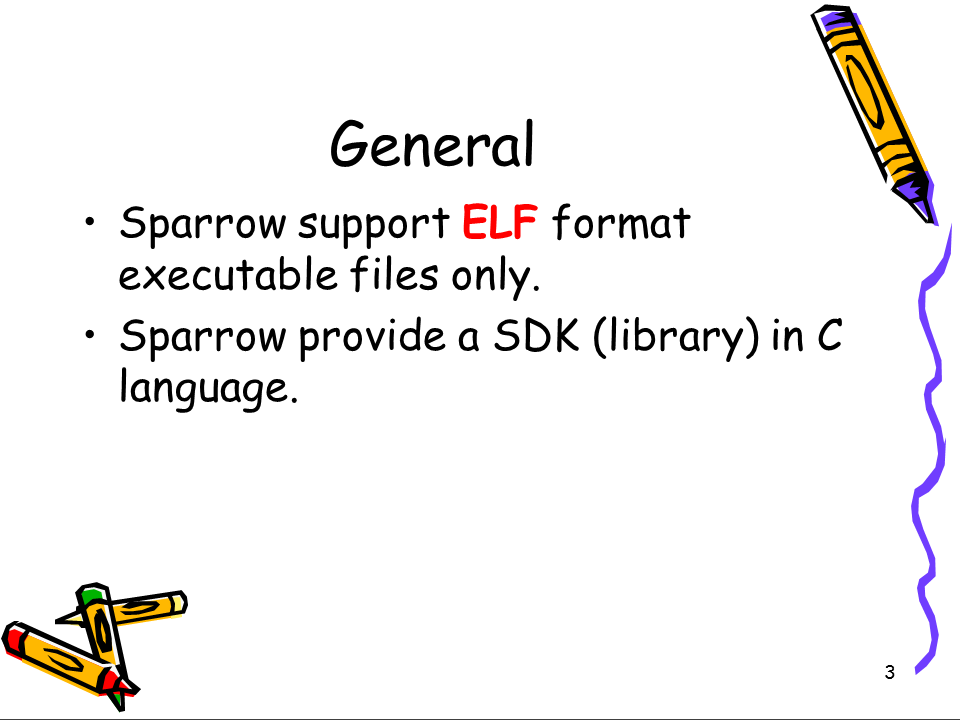 General
• Sparrow support ELF format
executable files only.
• Sparrow provide a SDK (library) in C
language.
3